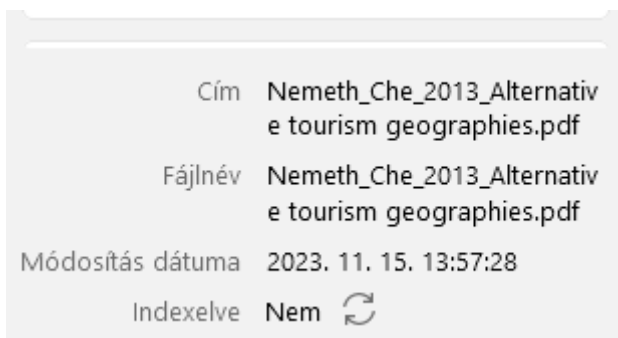 Cím Nemeth_Che_2013_Alternativ
e tourism geographies.pdf
Fájlnév Nemeth_Che_2013_Alternativ
e tourism geographies.pdf
Módosítás dátuma 2023. 11. 15. 13:57:28
Indexelve Nem